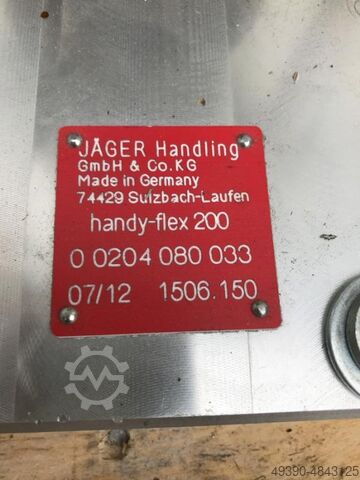 JÄGER Handling
GmbH & Co.KG
Made in Germany
74429 Sulzbach-Laufen
handy-flex 200
0 0204 080 033
07/12 1506.150
49390-4843125